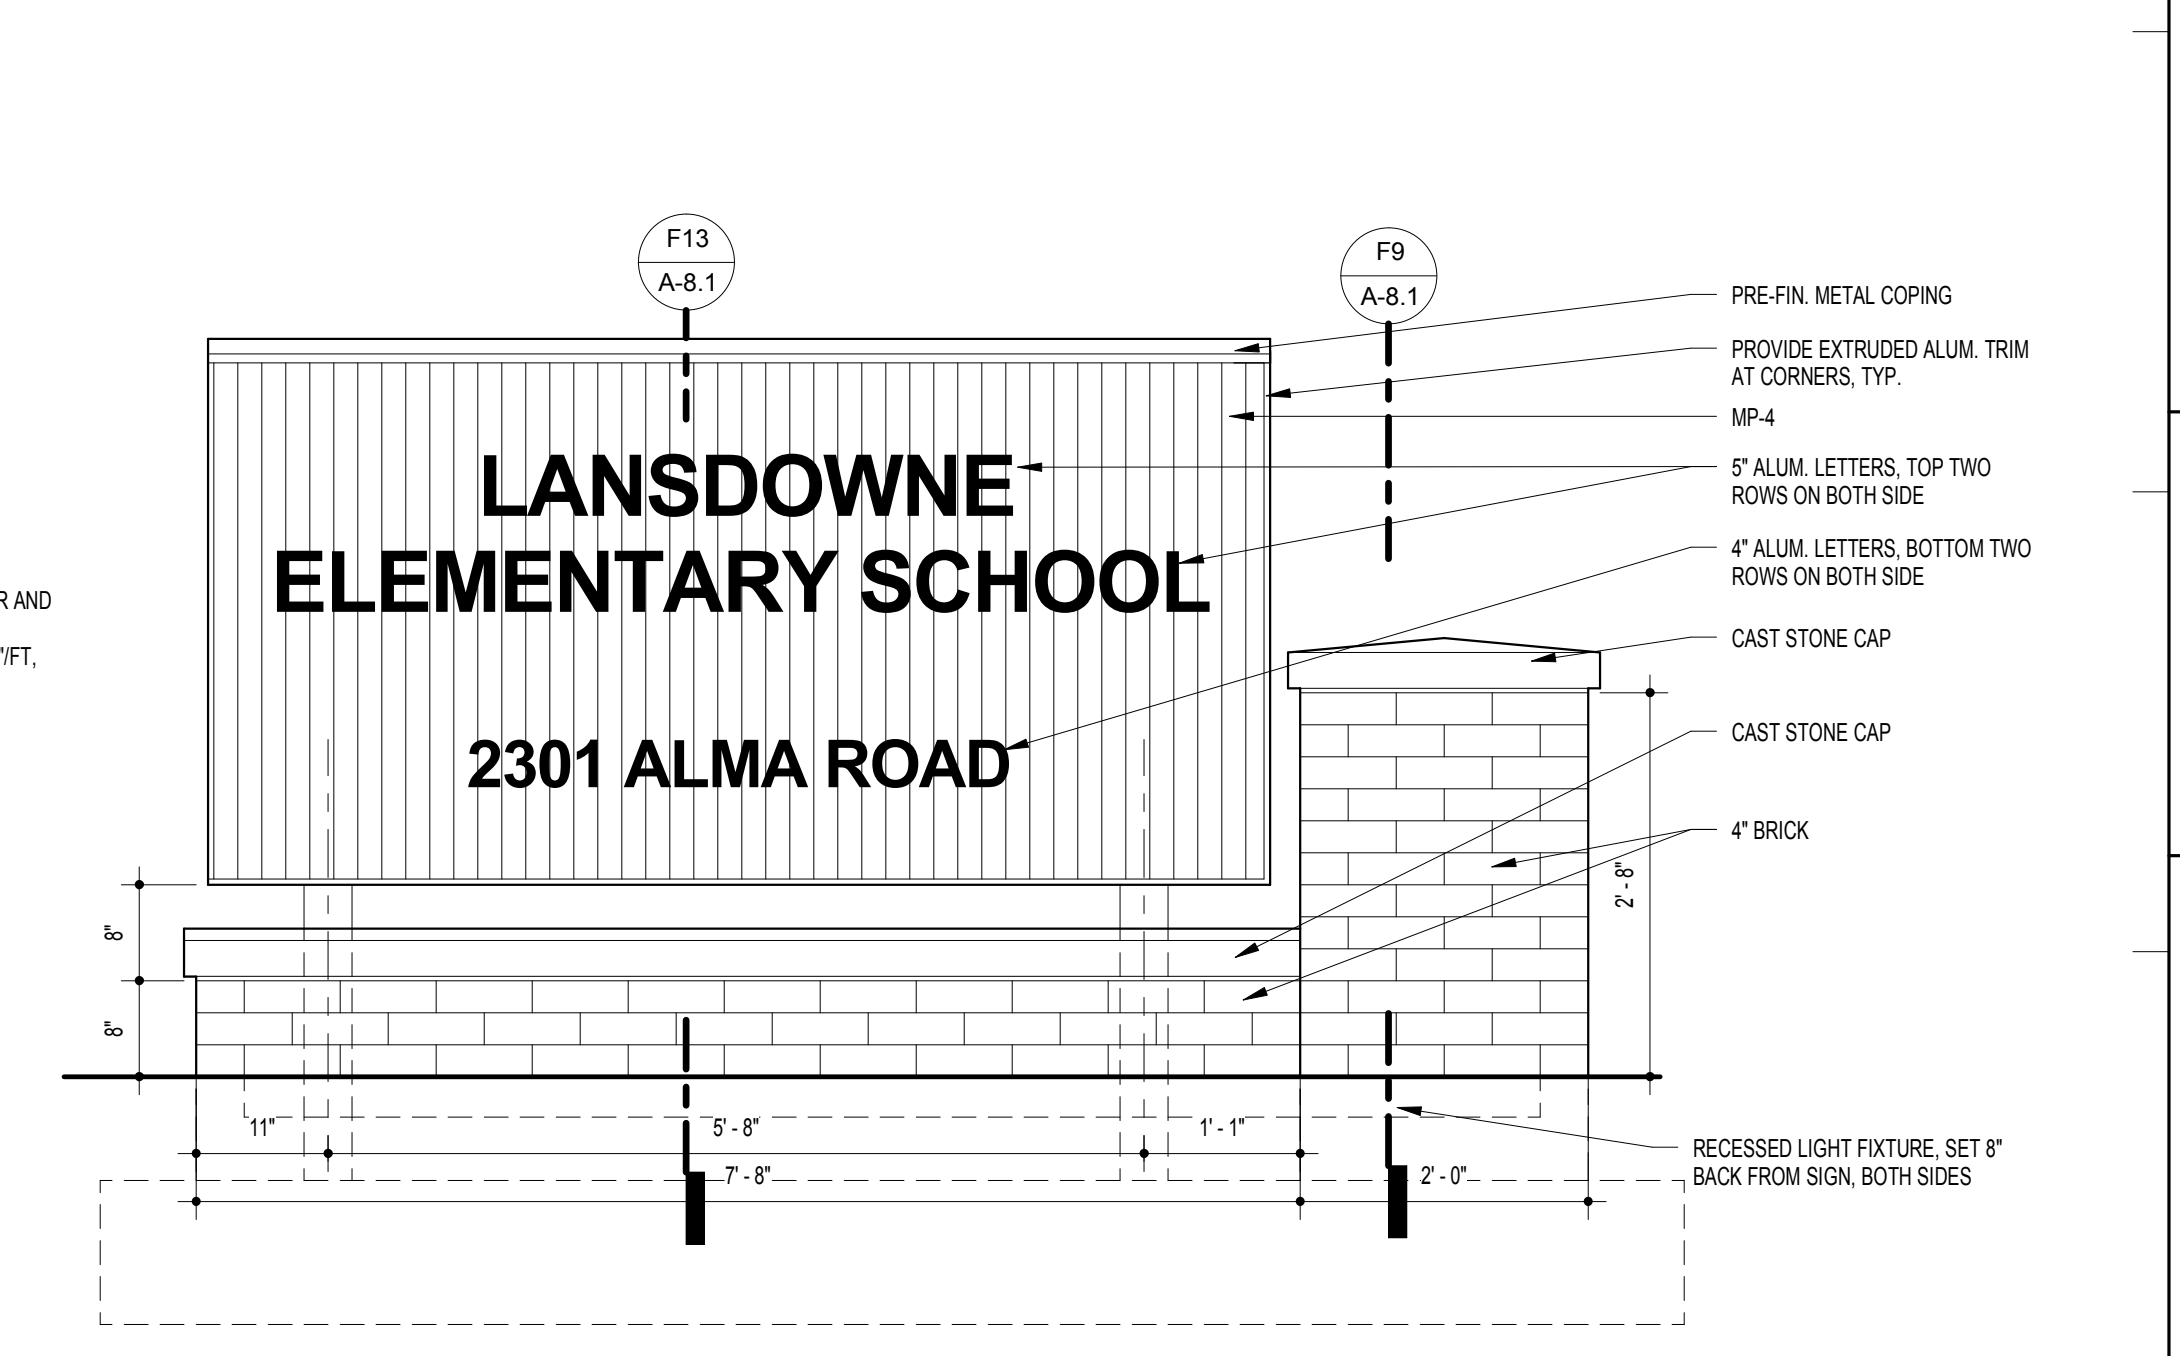 F13
A-8.1
F9
A-8.1
PRE-FIN. METAL COPING
PROVIDE EXTRUDED ALUM. TRIM
AT CORNERS, TYP.
MP-4
5" ALUM. LETTERS, TOP TWO
ROWS ON BOTH SIDE
4" ALUM. LETTERS, BOTTOM TWO
ROWS ON BOTH SIDE
CAST STONE CAP
CAST STONE CAP
4" BRICK
LANSDOWNE
ELEMENTARY SCHOOL
2301 ALMA ROAD
R AND
"/FT,
8"
8"
2' - 8"
11"
5' - 8"
1' - 1"
7' - 8"
2' - 0"
RECESSED LIGHT FIXTURE, SET 8"
BACK FROM SIGN, BOTH SIDES